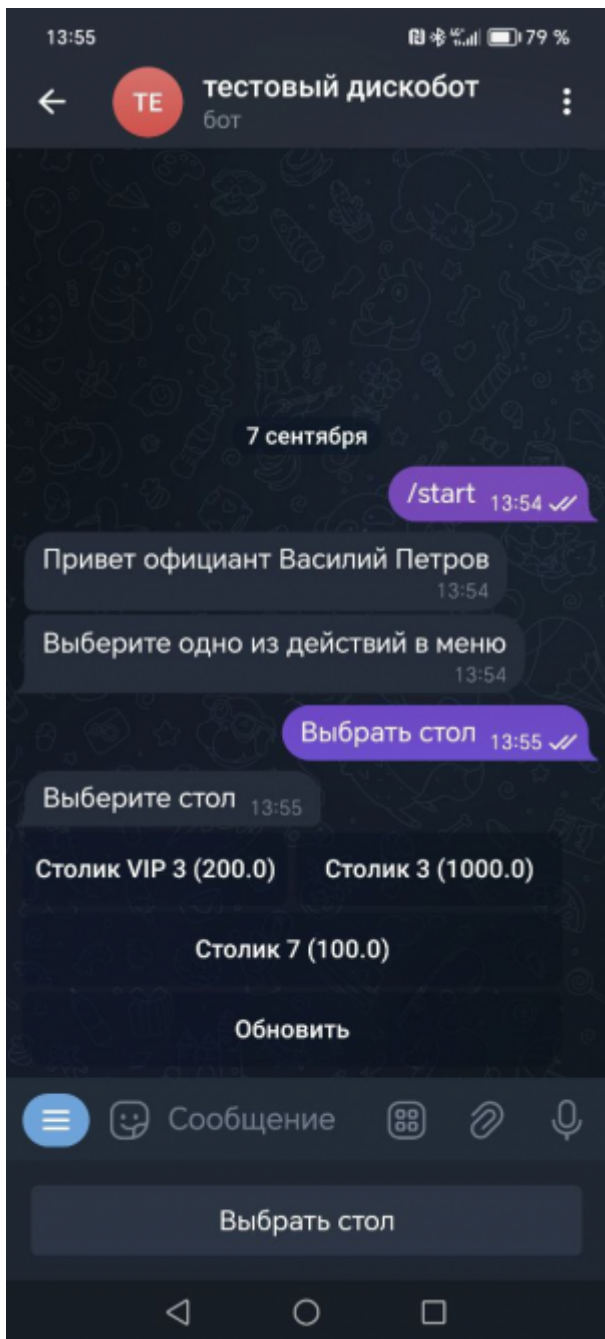 13:55
79 %
ТЕ
тестовый дискобот
бот
7 сентября
/start 13:54
Привет официант Василий Петров
13:54
Выберите одно из действий в меню
13:54
Выбрать стол 13:55
Выберите стол 13:55
Столик VIP 3 (200.0) Столик 3 (1000.0)
Столик 7 (100.0)
Обновить
Сообщение
Выбрать стол